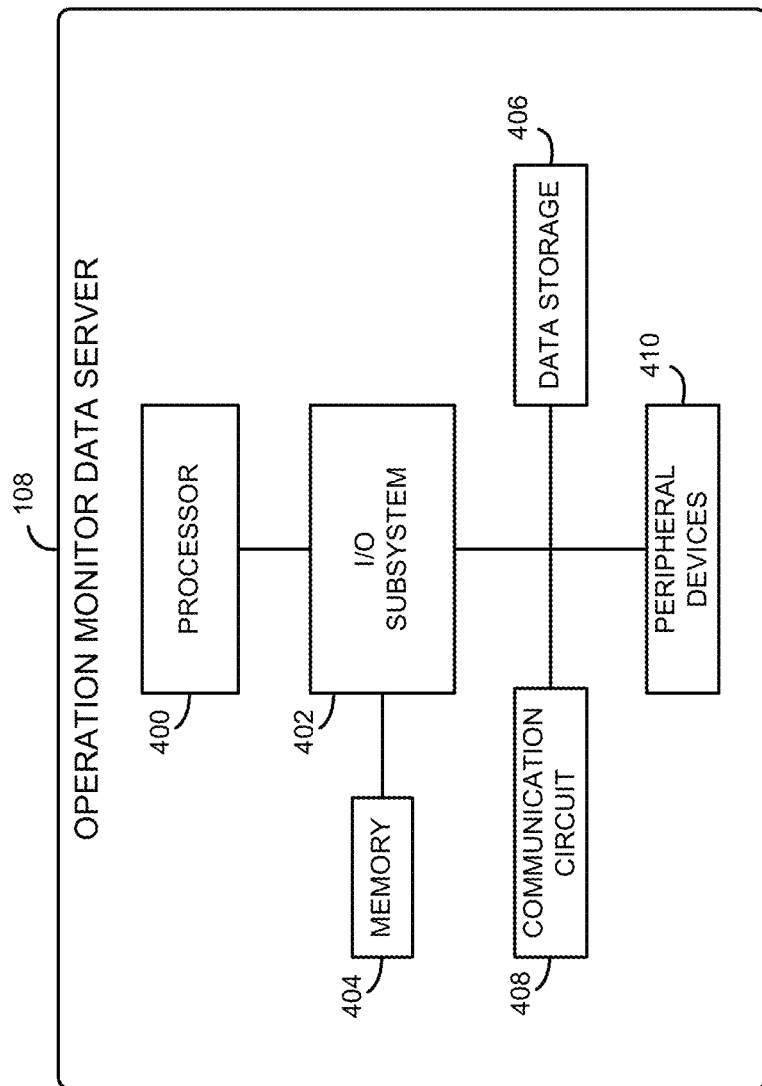 108
OPERATION MONITOR DATA SERVER
PROCESSOR
400
I/O
SUBSYSTEM
402
MEMORY
404
DATA STORAGE
406
COMMUNICATION
CIRCUIT
408
PERIPHERAL
DEVICES
410